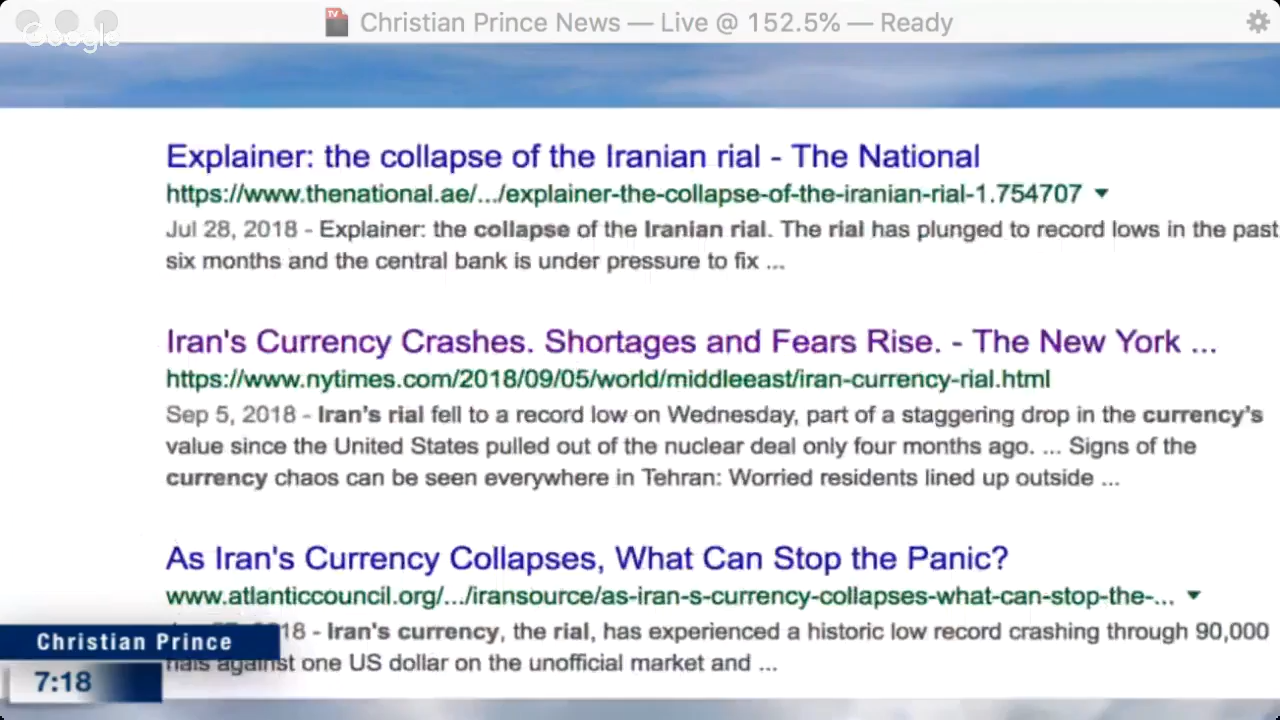 Google
Christian Prince News — Live @ 152.5% — Ready
Explainer: the collapse of the Iranian rial - The National
https://www.thenational.ae/.../explainer-the-collapse-of-the-iranian-rial-1.754707
Jul 28, 2018 - Explainer: the collapse of the Iranian rial. The rial has plunged to record lows in the past
six months and the central bank is under pressure to fix ...
Iran's Currency Crashes. Shortages and Fears Rise. - The New York ...
https://www.nytimes.com/2018/09/05/world/middleeast/iran-currency-rial.html
Sep 5, 2018 - Iran's rial fell to a record low on Wednesday, part of a staggering drop in the currency's
value since the United States pulled out of the nuclear deal only four months ago. ... Signs of the
currency chaos can be seen everywhere in Tehran: Worried residents lined up outside ...
As Iran's Currency Collapses, What Can Stop the Panic?
www.atlanticcouncil.org/.../iransource/as-iran-s-currency-collapses-what-can-stop-the-...
18 - Iran's currency, the rial, has experienced a historic low record crashing through 90,000
rials against one US dollar on the unofficial market and ...
Christian Prince
7:18